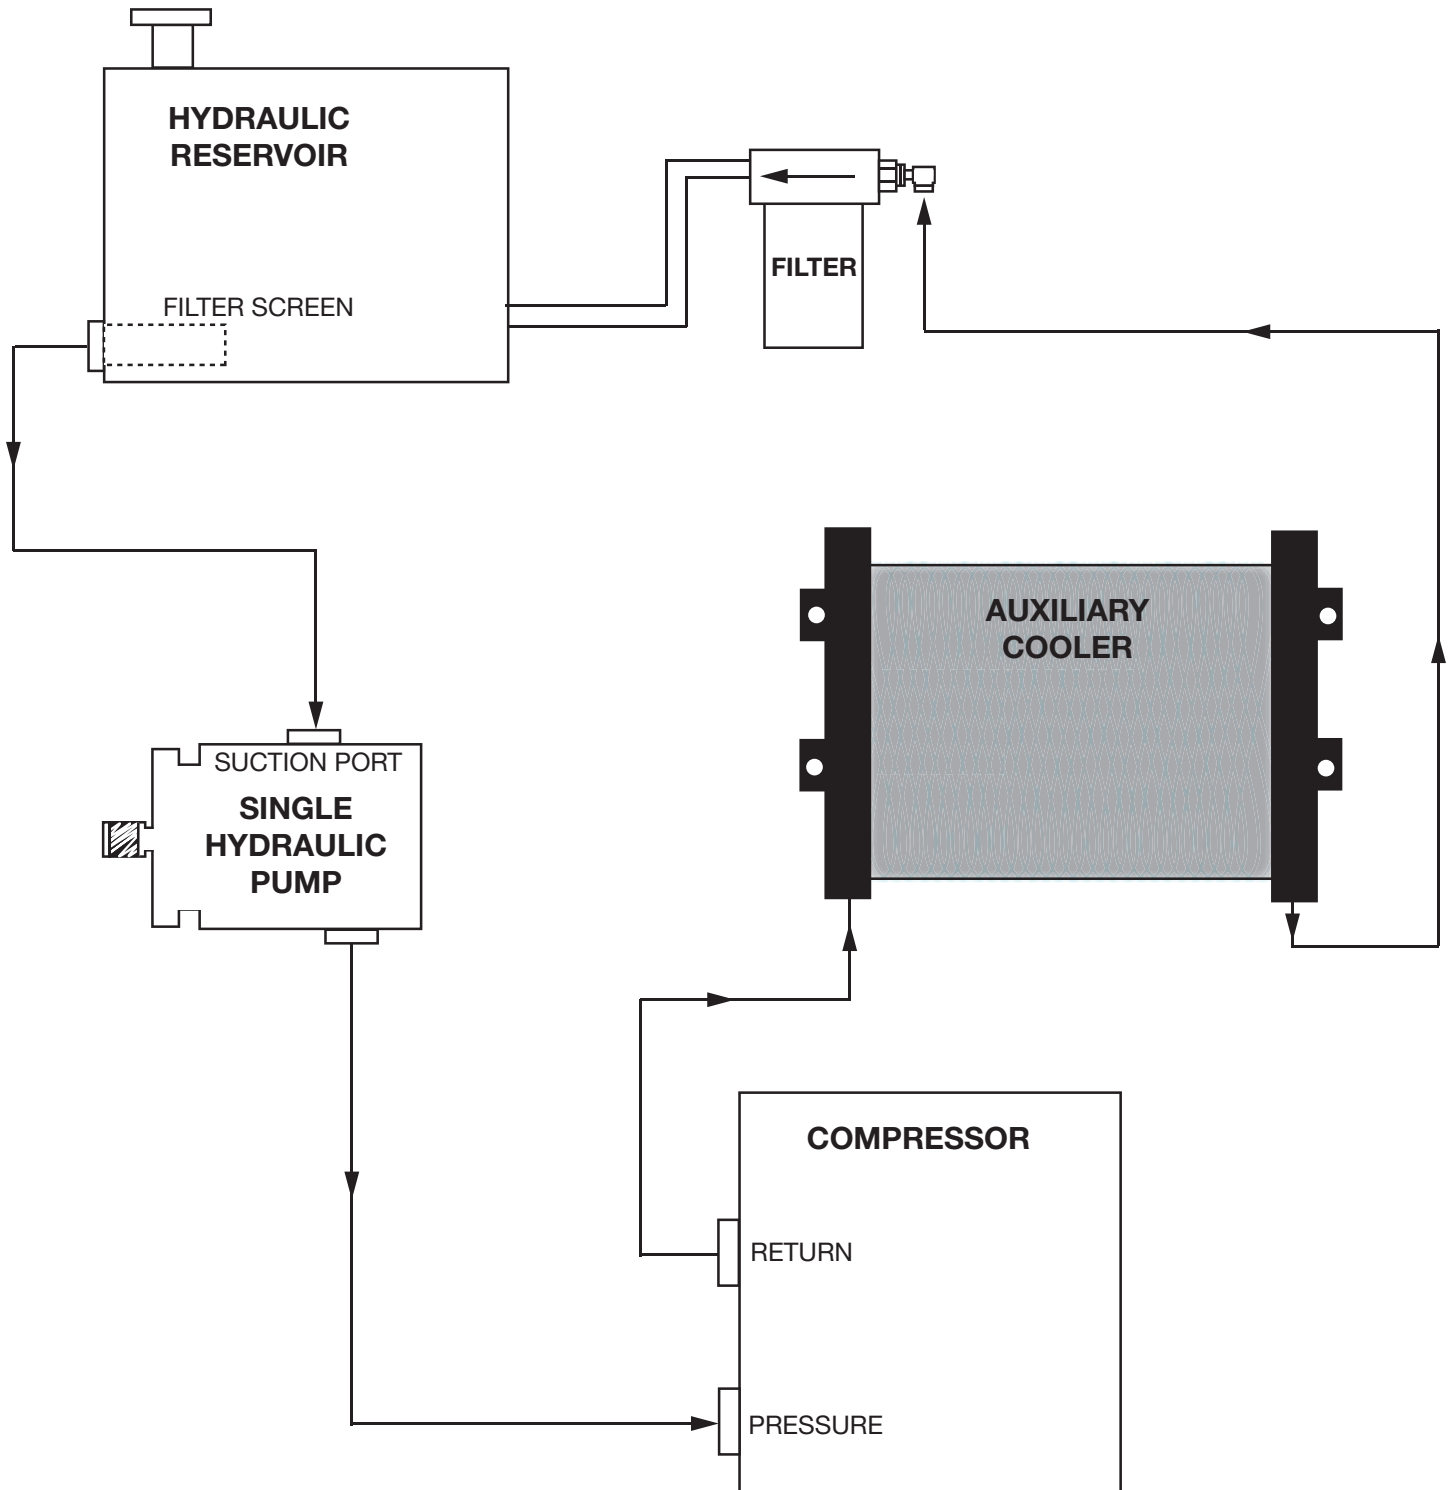 HYDRAULIC
RESERVOIR
FILTER
FILTER SCREEN
AUXILIARY
COOLER
SUCTION PORT
SINGLE
HYDRAULIC
PUMP
COMPRESSOR
RETURN
PRESSURE